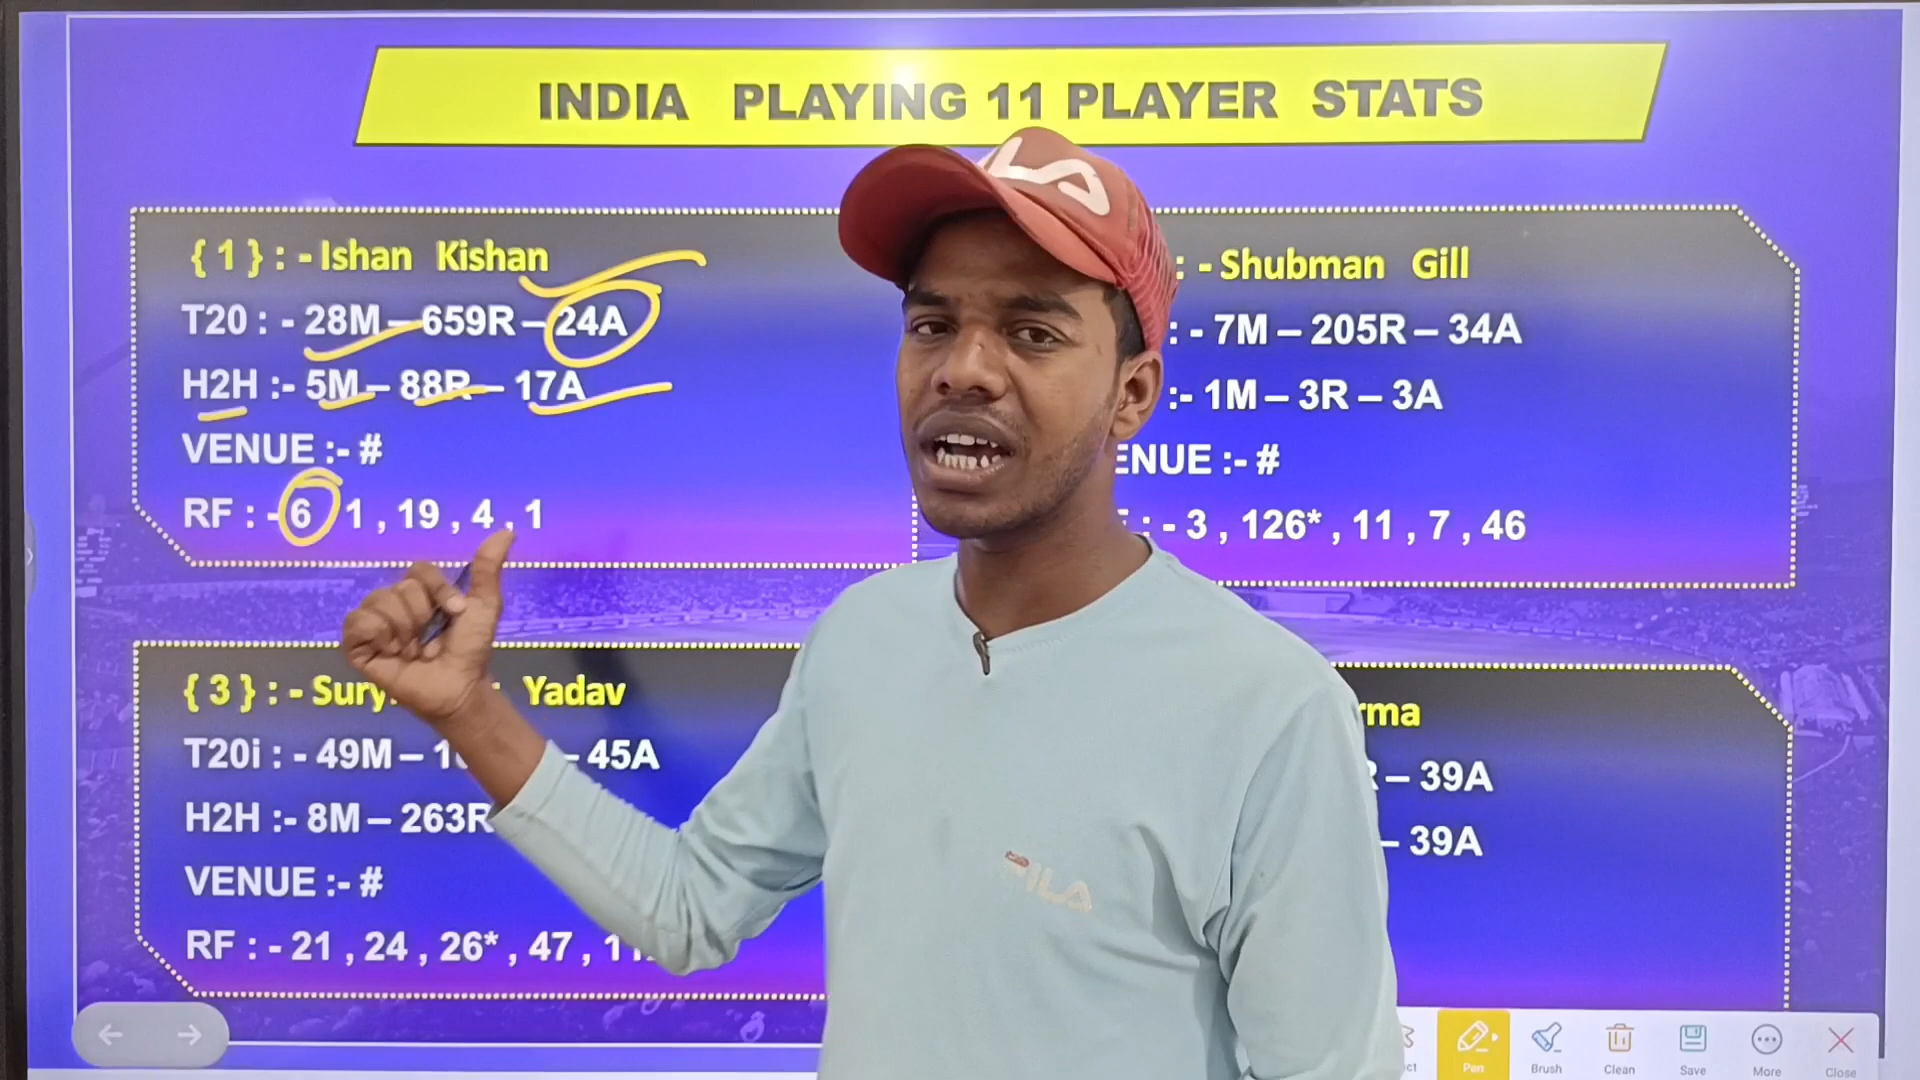 INDIA PLAYING 11 PLAYER STATS
{ 1 } : - Ishan Kishan
T20 : - 28M – 659R – 24A
H2H :- 5M – 88R – 17A
VENUE :- #
RF : - 6 1 , 19 , 4 , 1
: - Shubman Gill
: - 7M – 205R – 34A
:- 1M – 3R – 3A
ENUE :- #
: - 3 , 126* , 11 , 7 , 46
{ 3 } : - Sury Yadav
T20i : - 49M – 1 – 45A
H2H :- 8M – 263R
VENUE :- #
RF : - 21 , 24 , 26* , 47 , 1
rma
– 39A
– 39A
FILA
Pen
Brush
Clean
Save
More
Close